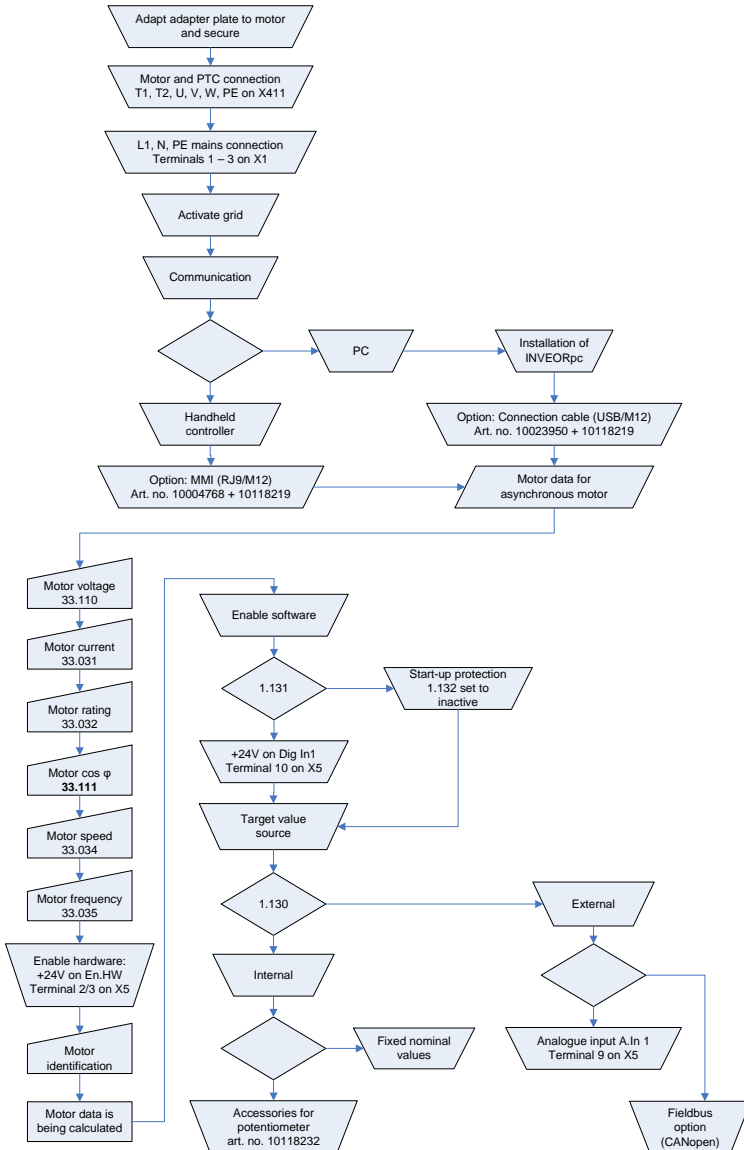 Adapt adapter plate to motor
and secure
Motor and PTC connection
T1, T2, U, V, W, PE on X411
L1, N, PE mains connection
Terminals 1 – 3 on X1
Activate grid
Communication
PC
Installation of
INVEORpc
Handheld
controller
Option: Connection cable (USB/M12)
Art. no. 10023950 + 10118219
Option: MMI (RJ9/M12)
Art. no. 10004768 + 10118219
Motor data for
asynchronous motor
Motor voltage
33.110
Motor current
33.031
Motor rating
33.032
Motor cos φ
33.111
Motor speed
33.034
Motor frequency
33.035
Enable hardware:
+24V on En.HW
Terminal 2/3 on X5
Motor
identification
Motor data is
being calculated
Enable software
1.131
Start-up protection
1.132 set to
inactive
+24V on Dig In1
Terminal 10 on X5
Target value
source
1.130
External
Internal
Fixed nominal
values
Analogue input A.In 1
Terminal 9 on X5
Accessories for
potentiometer
art. no. 10118232
Fieldbus
option
(CANopen)